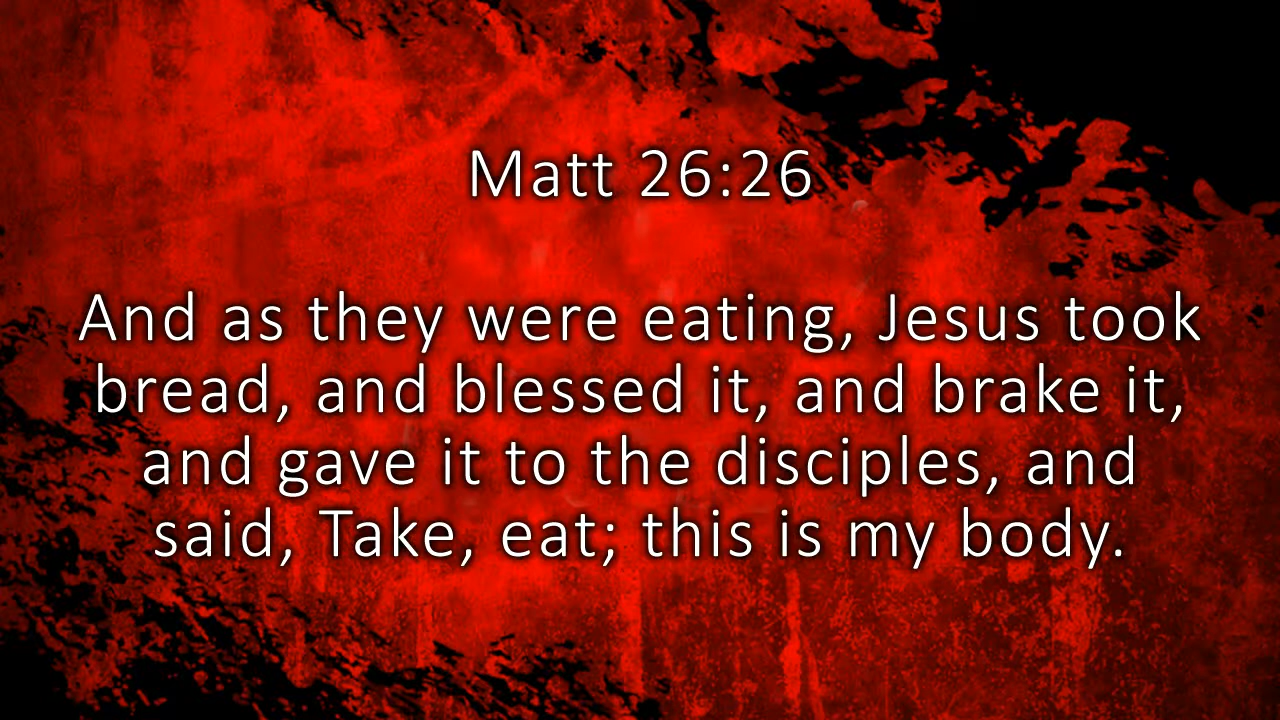 Matt 26:26
And as they were eating, Jesus took
bread, and blessed it, and brake it,
and gave it to the disciples, and
said, Take, eat; this is my body.